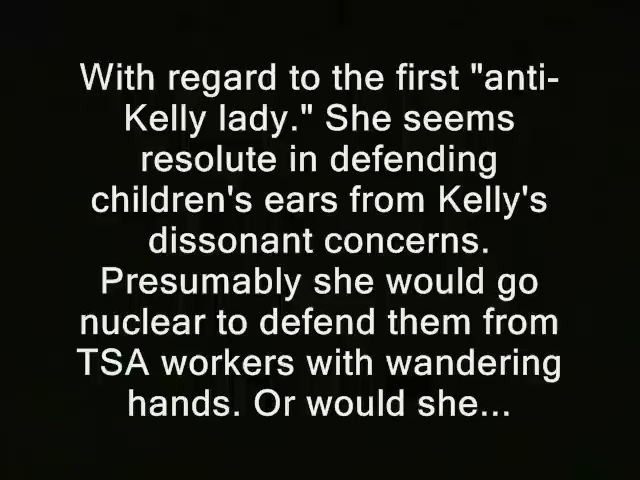 With regard to the first "anti-
Kelly lady." She seems
resolute in defending
children's ears from Kelly's
dissonant concerns.
Presumably she would go
nuclear to defend them from
TSA workers with wandering
hands. Or would she...